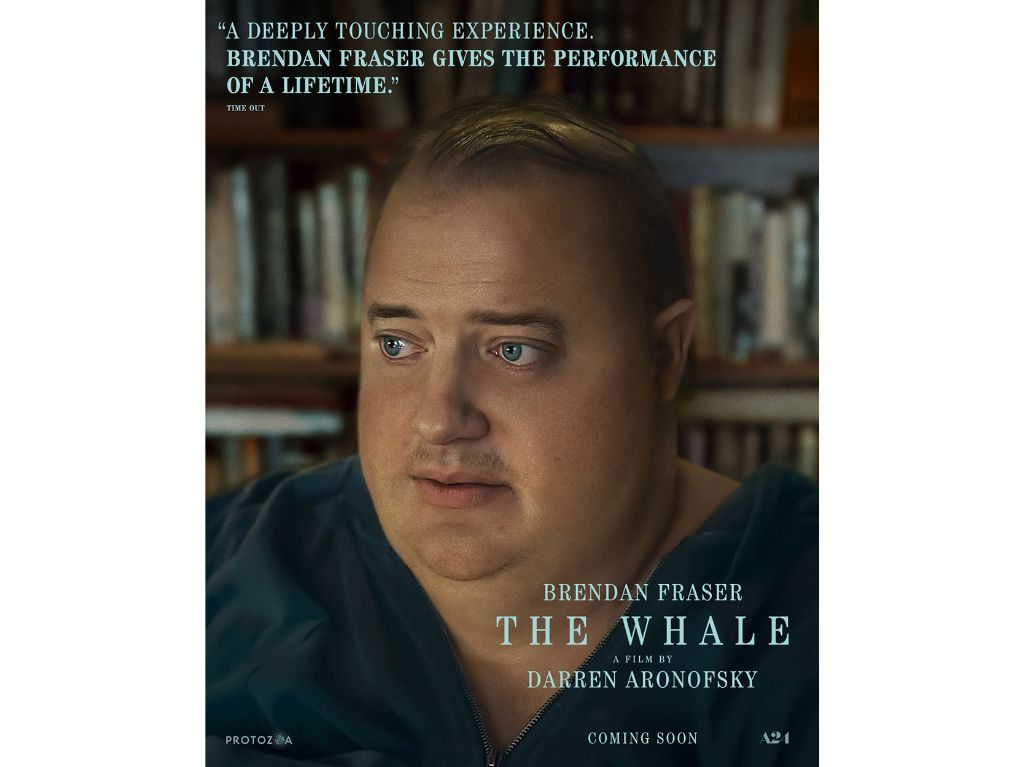 “A DEEPLY TOUCHING EXPERIENCE.
BRENDAN FRASER GIVES THE PERFORMANCE
OF A LIFETIME.”
TIME OUT
BRENDAN FRASER
THE WHALE
A FILM BY
DARREN ARONOFSKY
PROTOZOA
COMING SOON
A24